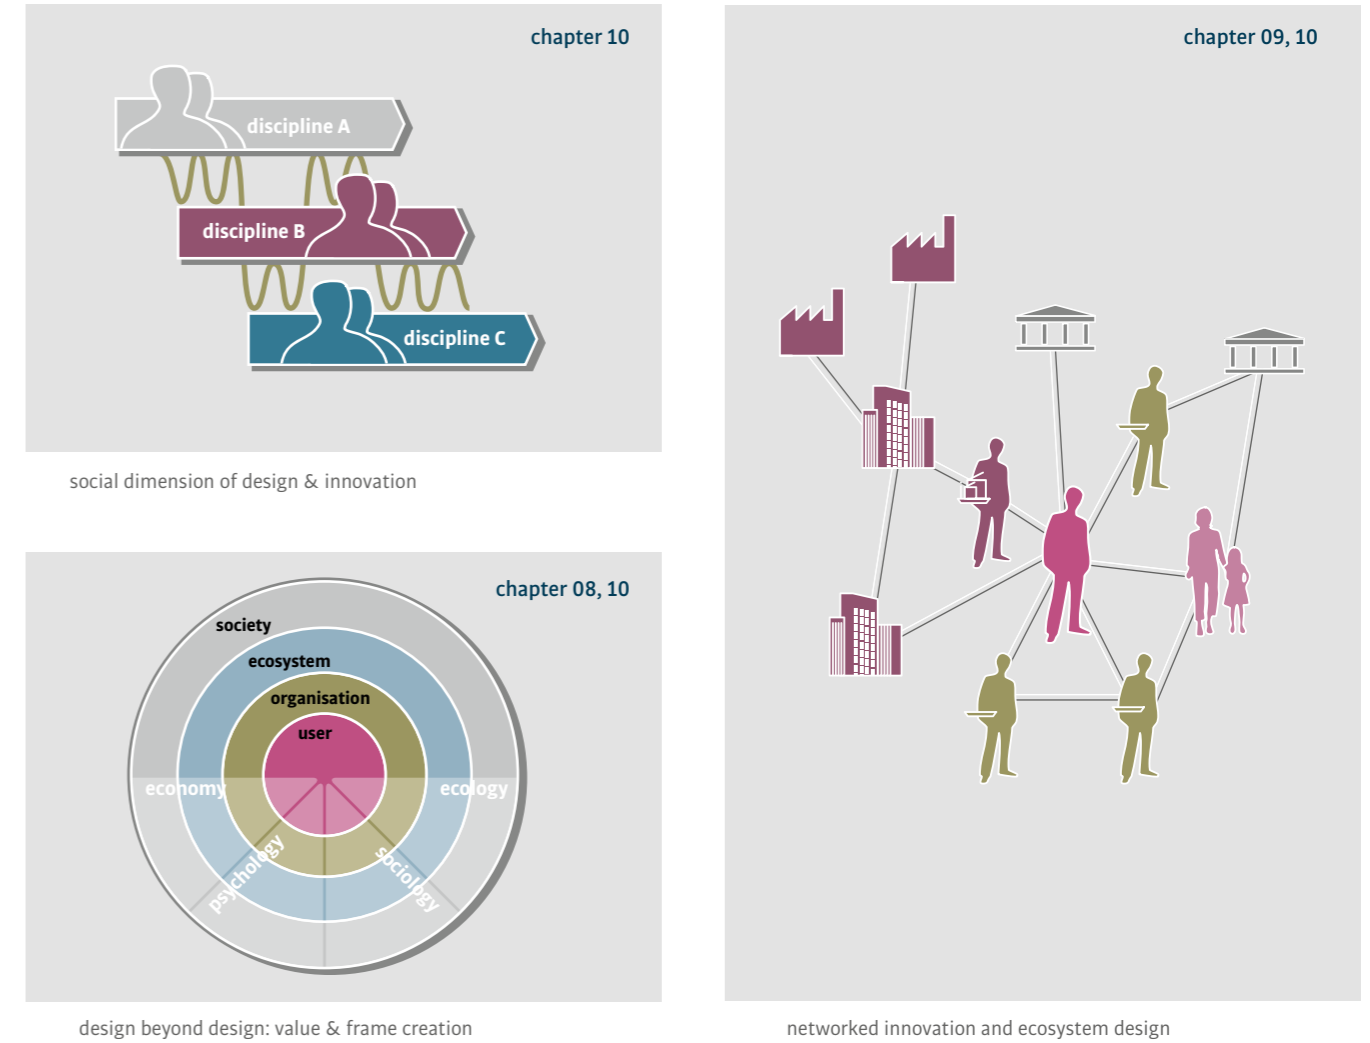 chapter 10
discipline A
discipline B
discipline C
social dimension of design & innovation
chapter 08, 10
society
ecosystem
organisation
user
economy
ecology
psychology
sociology
design beyond design: value & frame creation
chapter 09, 10
networked innovation and ecosystem design